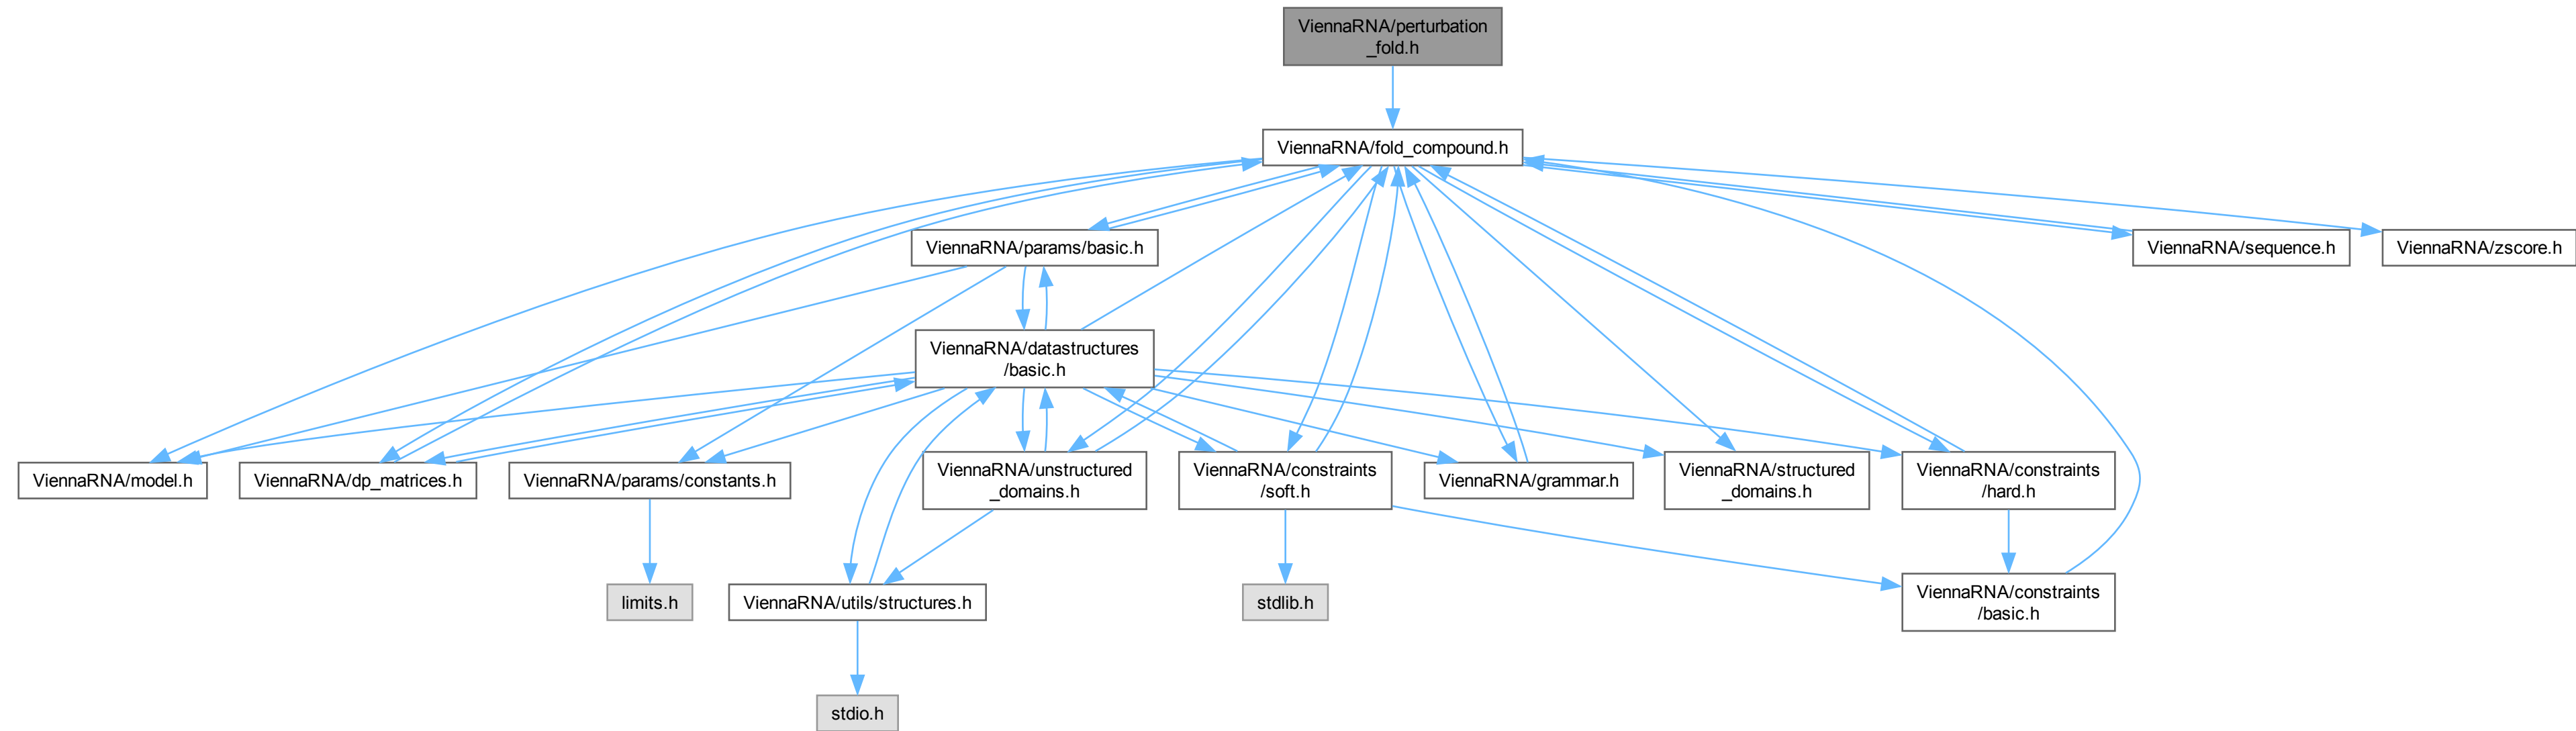 ViennaRNA/perturbation
_fold.h
ViennaRNA/fold_compound.h
ViennaRNA/params/basic.h
ViennaRNA/sequence.h
ViennaRNA/zscore.h
ViennaRNA/datastructures
/basic.h
ViennaRNA/model.h
ViennaRNA/dp_matrices.h
ViennaRNA/params/constants.h
ViennaRNA/unstructured
_domains.h
ViennaRNA/constraints
/soft.h
ViennaRNA/grammar.h
ViennaRNA/structured
_domains.h
ViennaRNA/constraints
/hard.h
limits.h
ViennaRNA/utils/structures.h
stdlib.h
ViennaRNA/constraints
/basic.h
stdio.h